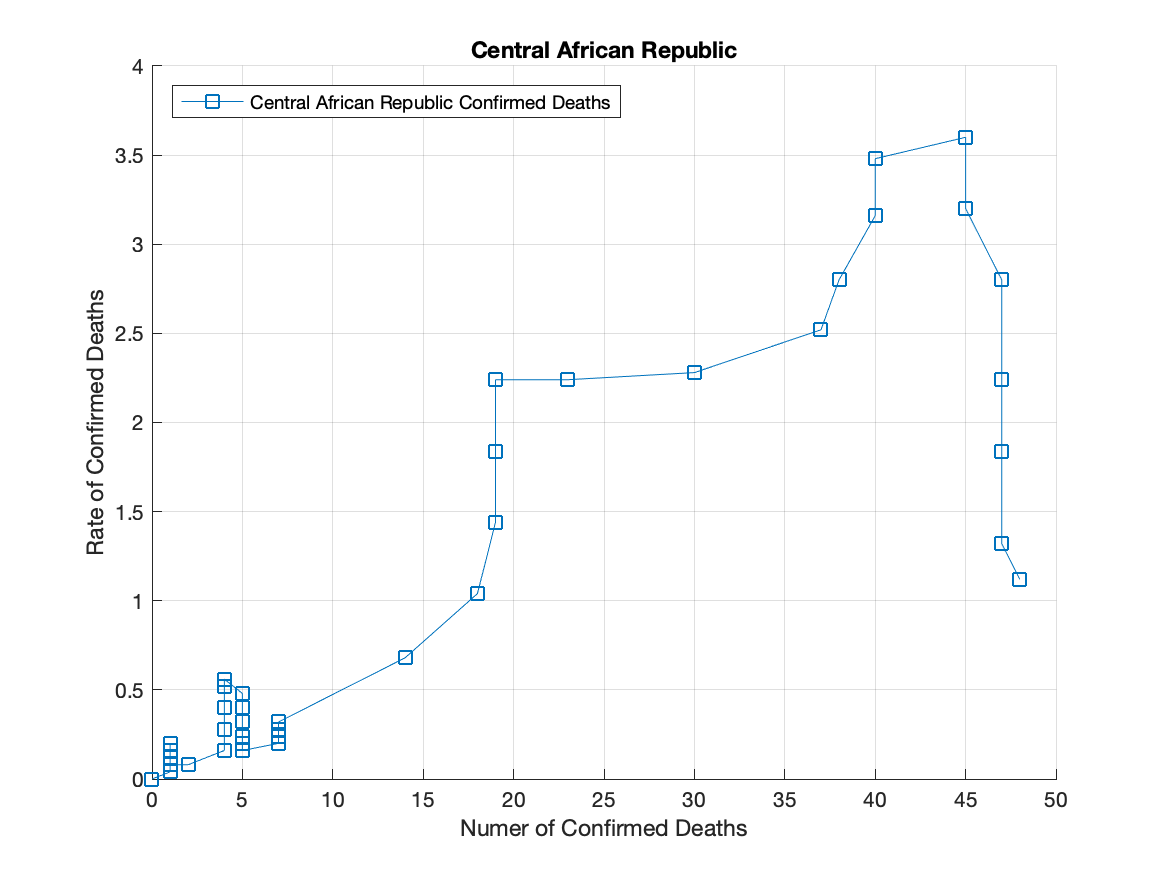 Central African Republic
Central African Republic Confirmed Deaths
4
3.5
3
2.5
2
1.5
1
0.5
0
Rate of Confirmed Deaths
0 5 10 15 20 25 30 35 40 45 50
Numer of Confirmed Deaths